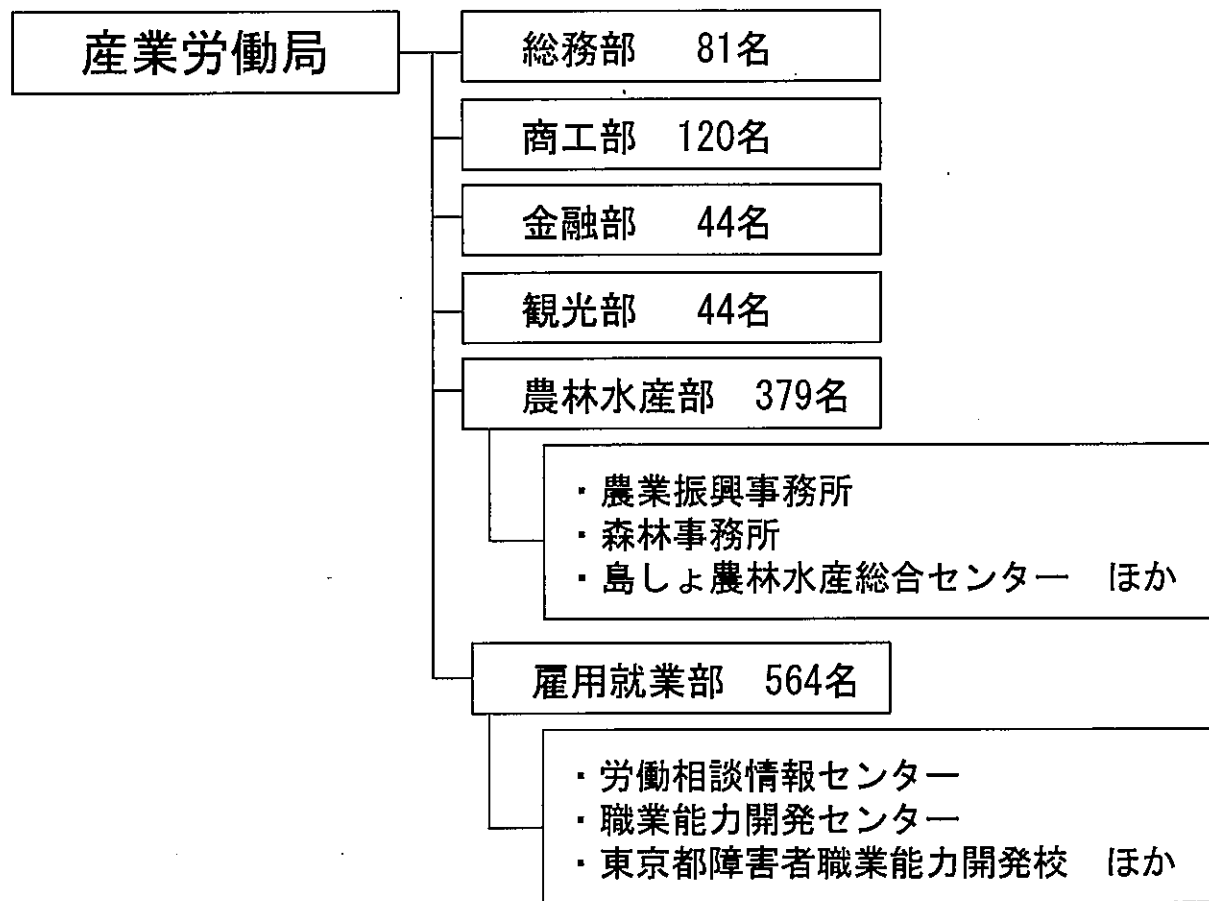 産業労働局
総務部　81名
商工部　120名
金融部　44名
観光部　44名
農林水産部　379名
・農業振興事務所
・森林事務所
・島しょ農林水産総合センター　ほか
雇用就業部　564名
・労働相談情報センター
・職業能力開発センター
・東京都障害者職業能力開発校　ほか